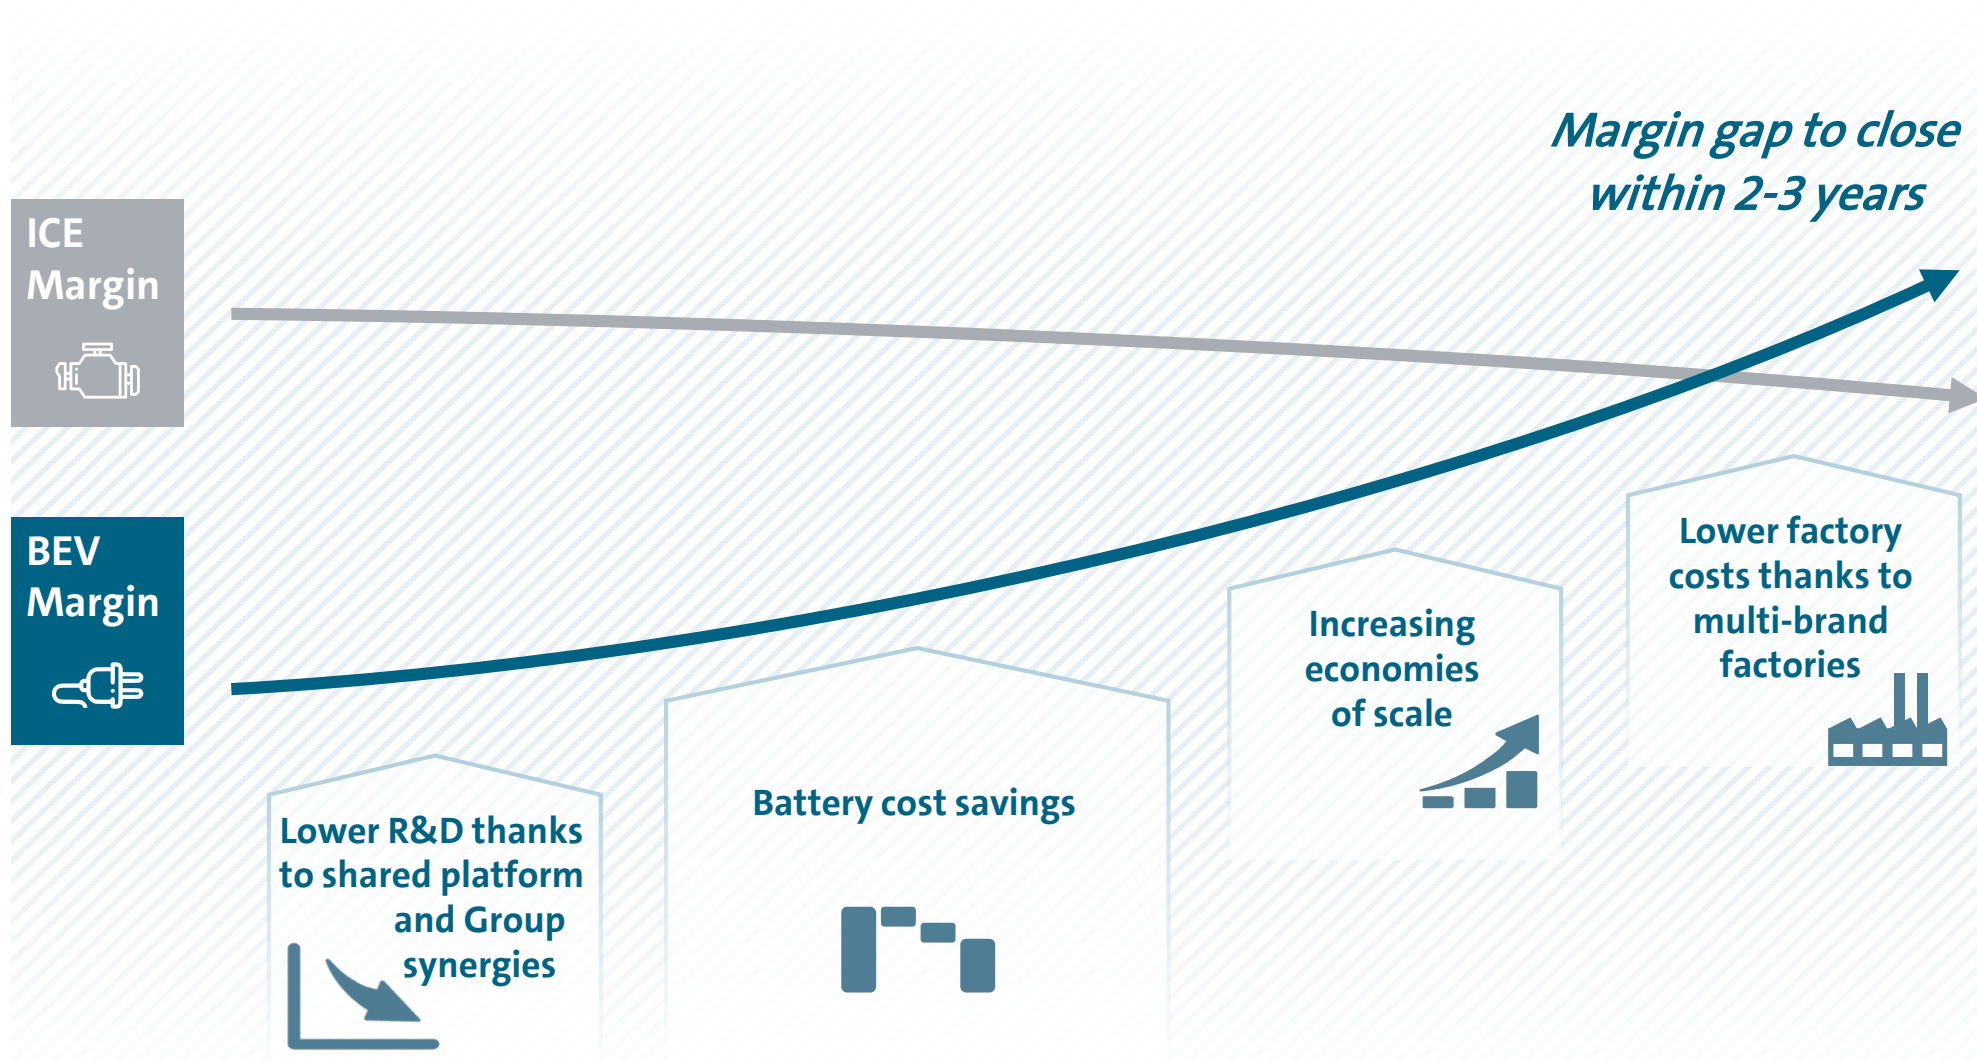 Margin gap to close
within 2-3 years
ICE
Margin
BEV
Margin
Lower R&D thanks
to shared platform
and Group
synergies
Battery cost savings
Increasing
economies
of scale
Lower factory
costs thanks to
multi-brand
factories